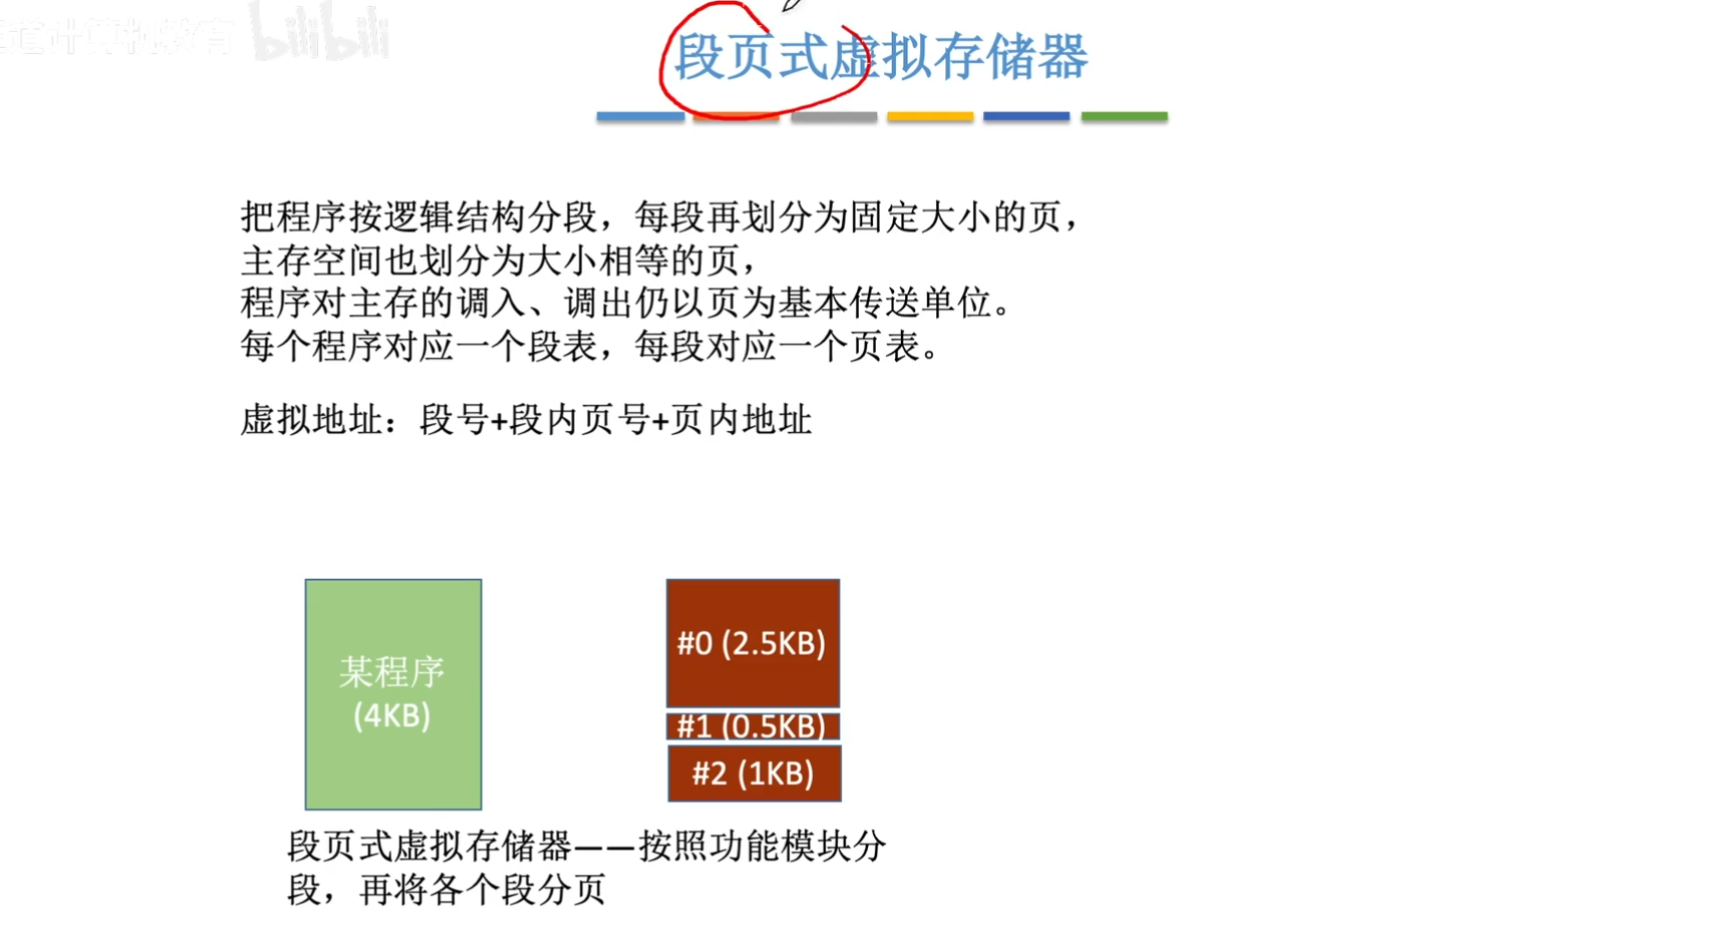 道计算机教育 bilibili
段页式虚拟存储器
把程序按逻辑结构分段，每段再划分为固定大小的页，
主存空间也划分为大小相等的页，
程序对主存的调入、调出仍以页为基本传送单位。
每个程序对应一个段表，每段对应一个页表。
虚拟地址：段号+段内页号+页内地址
某程序
(4KB)
#0 (2.5KB)
#1 (0.5KB)
#2 (1KB)
段页式虚拟存储器——按照功能模块分
段，再将各个段分页